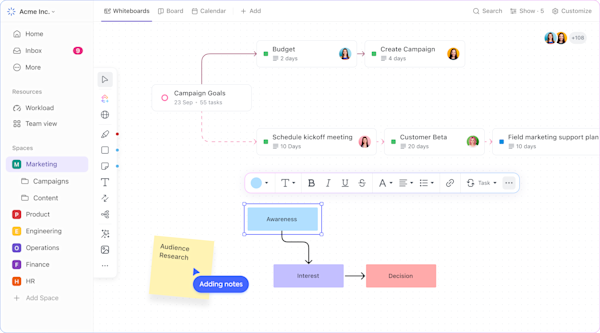 Acme Inc.
Whiteboards
Board
Calendar
Add
Search
Show · 5
Customize
Home
Inbox
9
More
Resources
Workload
Team view
Spaces
M Marketing
Campaigns
Content
P Product
E Engineering
O Operations
F Finance
H HR
+ Add Space
+108
Budget
2 days
Create Campaign
4 days
Campaign Goals
23 Sep · 55 tasks
Schedule kickoff meeting
10 Days
Customer Beta
20 days
Field marketing support plan
10 Days
T
B
I
U
S
A
Task
Awareness
Audience
Research
Adding notes
Interest
Decision